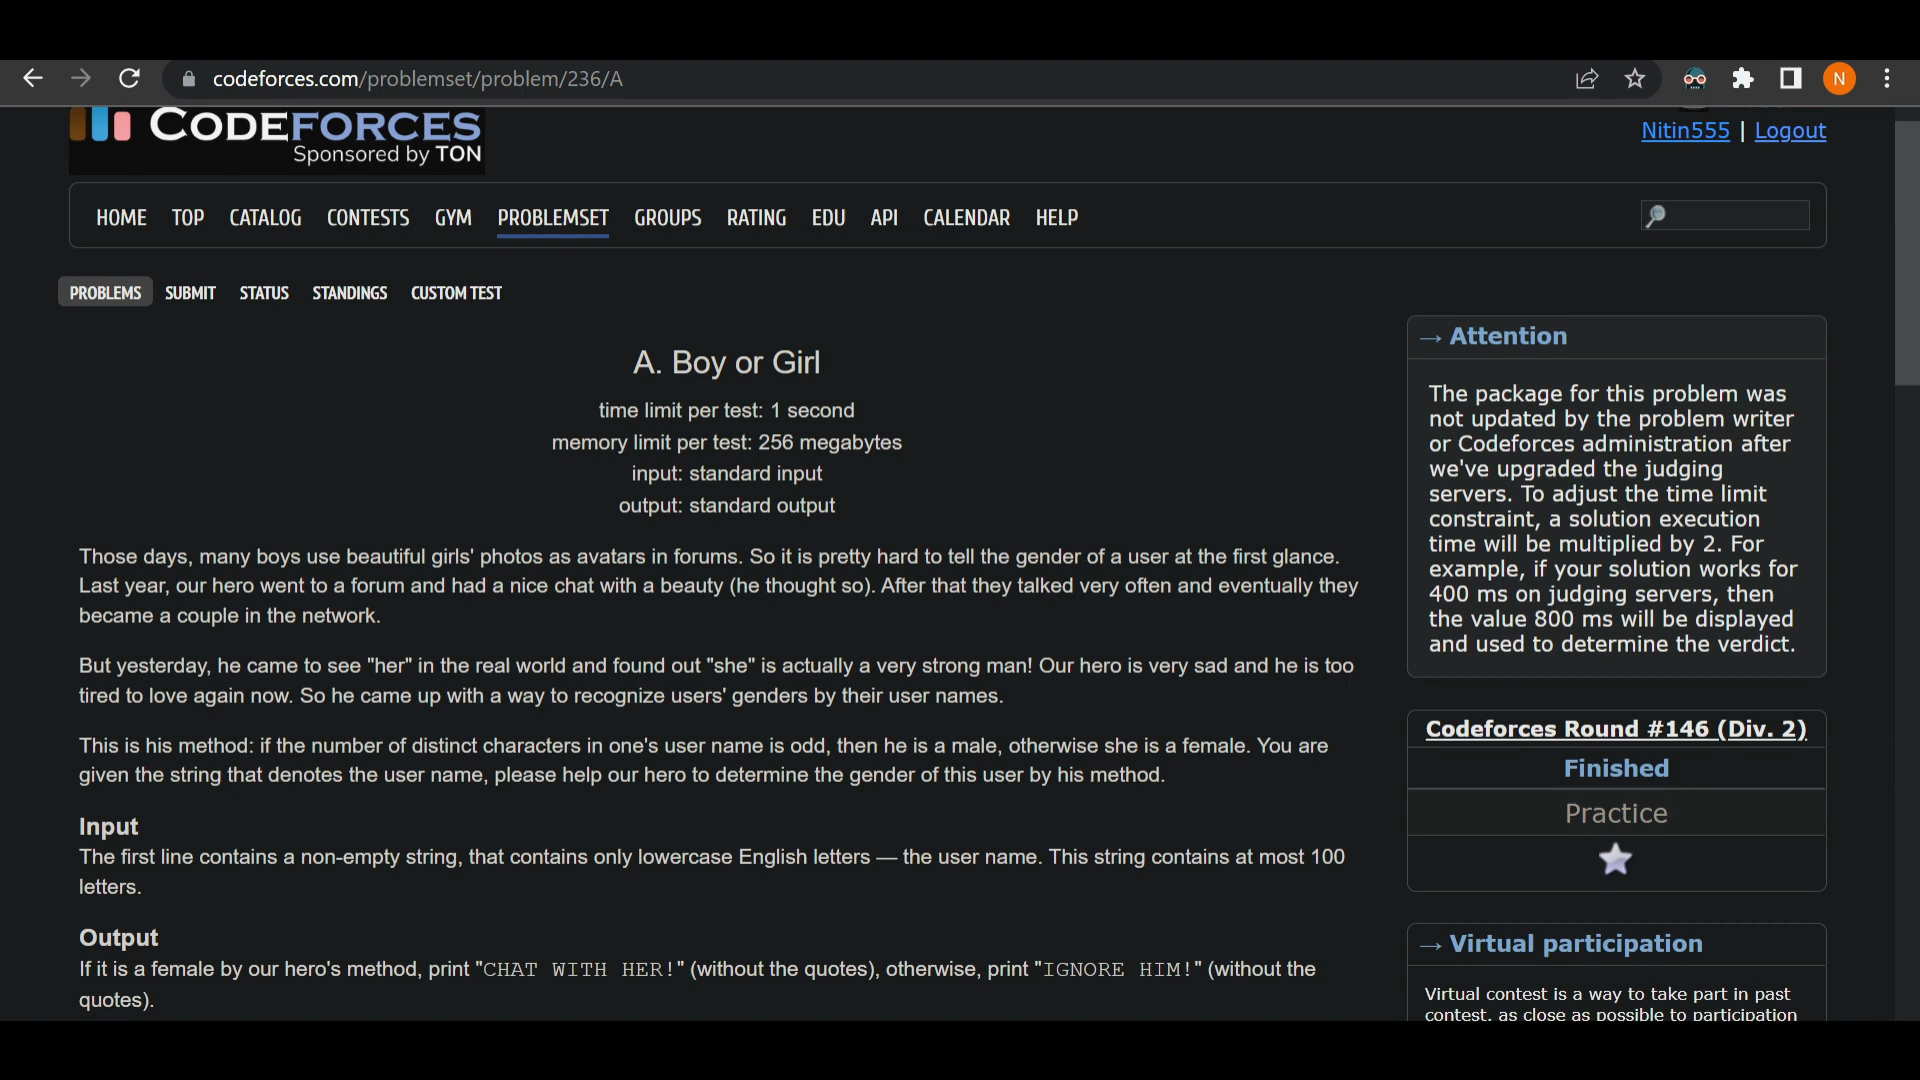 codeforces.com/problemset/problem/236/A
N
CODEFORCES
Sponsored by TON
Nitin555 | Logout
HOME TOP CATALOG CONTESTS GYM PROBLEMSET GROUPS RATING EDU API CALENDAR HELP
PROBLEMS SUBMIT STATUS STANDINGS CUSTOM TEST
A. Boy or Girl
time limit per test: 1 second
memory limit per test: 256 megabytes
input: standard input
output: standard output
Those days, many boys use beautiful girls' photos as avatars in forums. So it is pretty hard to tell the gender of a user at the first glance.
Last year, our hero went to a forum and had a nice chat with a beauty (he thought so). After that they talked very often and eventually they
became a couple in the network.
But yesterday, he came to see "her" in the real world and found out "she" is actually a very strong man! Our hero is very sad and he is too
tired to love again now. So he came up with a way to recognize users' genders by their user names.
This is his method: if the number of distinct characters in one's user name is odd, then he is a male, otherwise she is a female. You are
given the string that denotes the user name, please help our hero to determine the gender of this user by his method.
Input
The first line contains a non-empty string, that contains only lowercase English letters — the user name. This string contains at most 100
letters.
Output
If it is a female by our hero's method, print "CHAT WITH HER!" (without the quotes), otherwise, print "IGNORE HIM!" (without the
quotes).
→ Attention
The package for this problem was
not updated by the problem writer
or Codeforces administration after
we've upgraded the judging
servers. To adjust the time limit
constraint, a solution execution
time will be multiplied by 2. For
example, if your solution works for
400 ms on judging servers, then
the value 800 ms will be displayed
and used to determine the verdict.
Codeforces Round #146 (Div. 2)
Finished
Practice
→ Virtual participation
Virtual contest is a way to take part in past
contest, as close as possible to participation